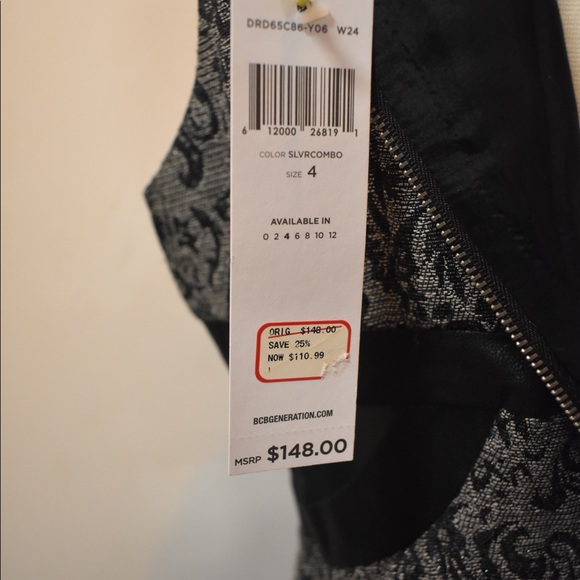 DRD65C86-Y06 W24
6 12000 26819 1
COLOR SLVRCOMBO
SIZE 4
AVAILABLE IN
0 2 4 6 8 10 12
ORIG. $148.00
SAVE 25%
NOW $110.99
BCBGENERATION.COM
MSRP $148.00